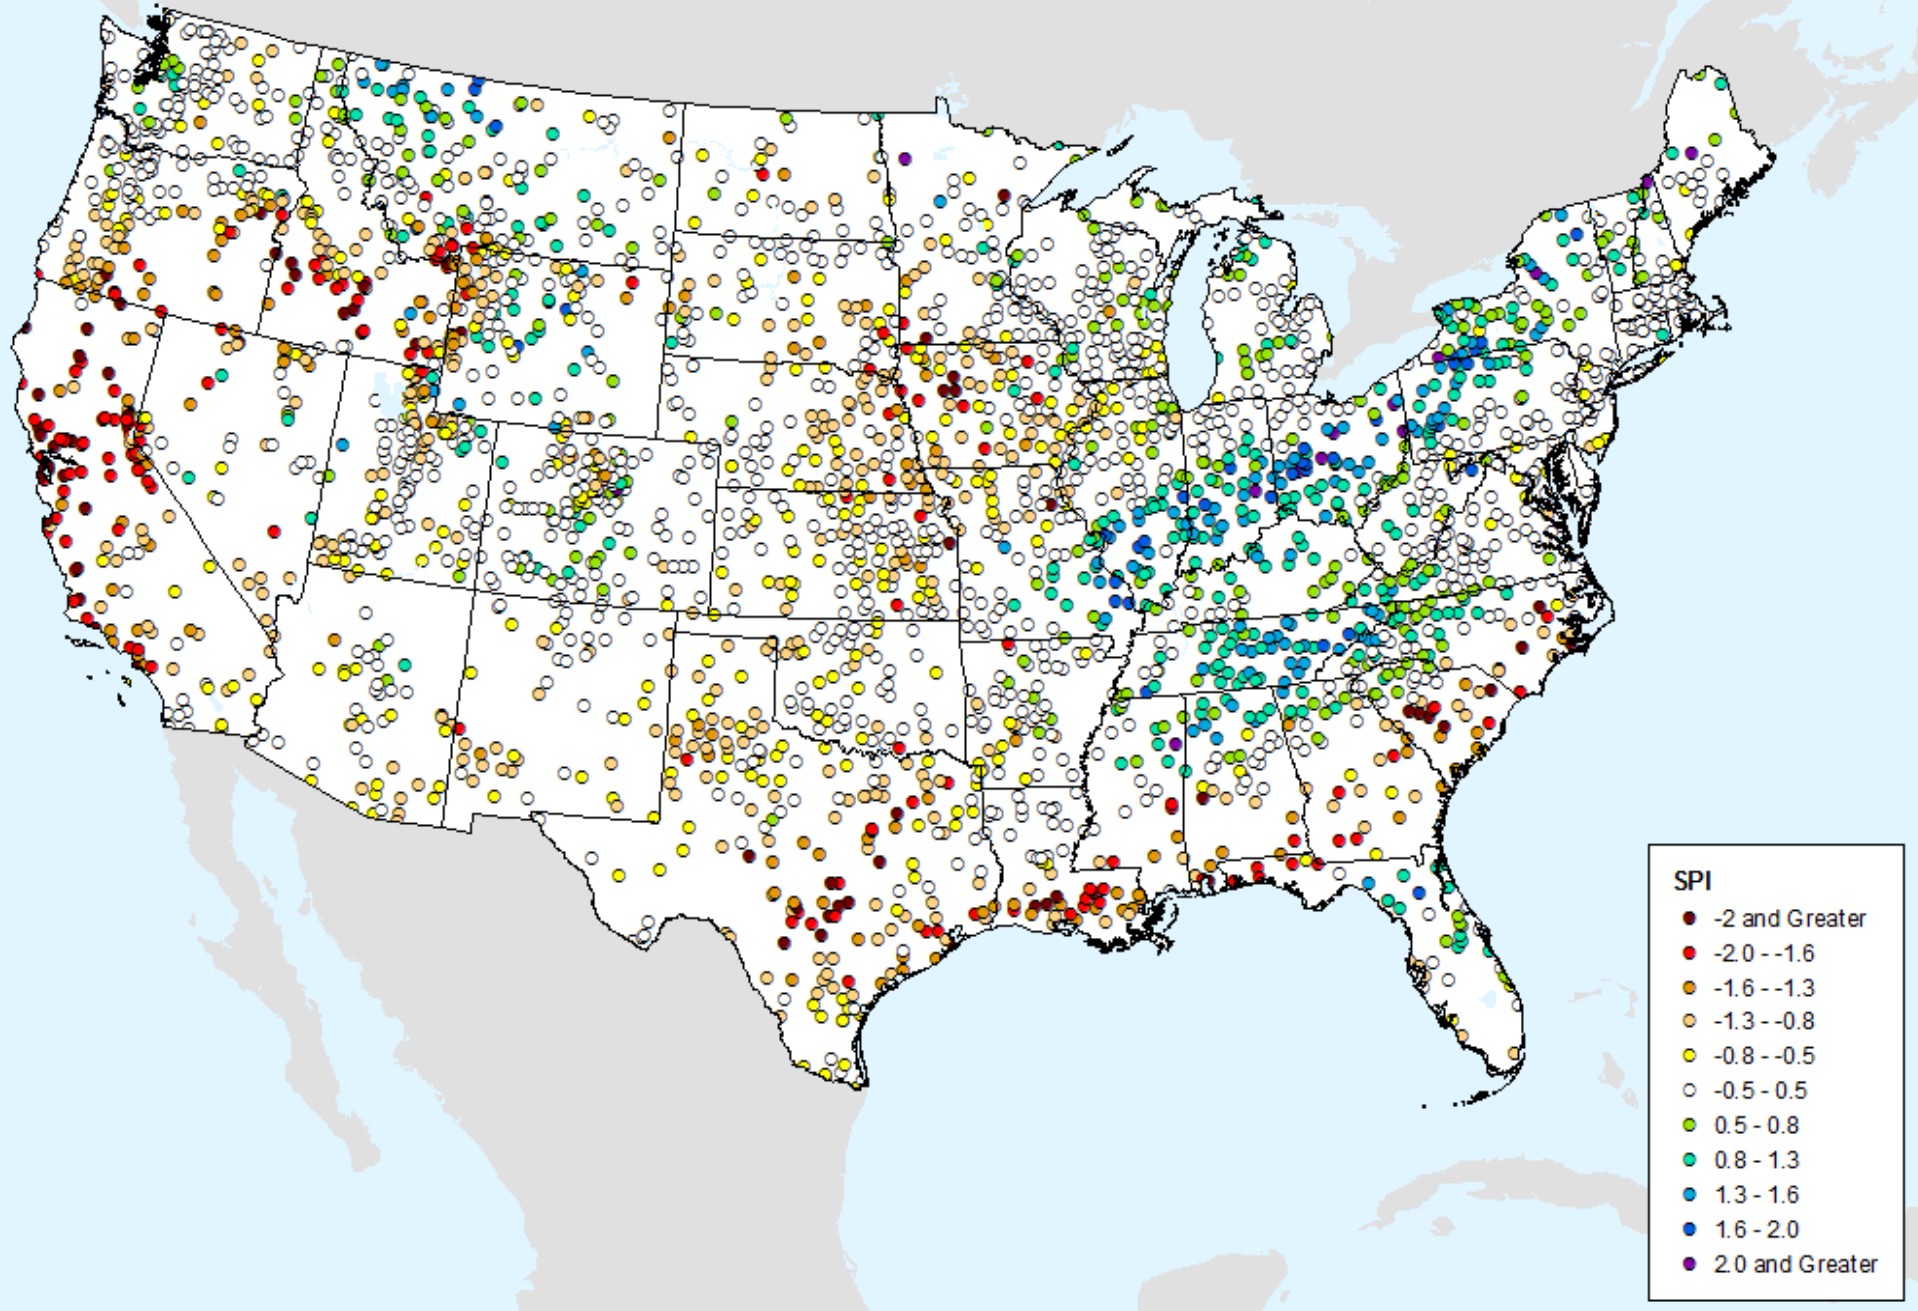 SPI
-2 and Greater
-2.0 - -1.6
-1.6 - -1.3
-1.3 - -0.8
-0.8 - -0.5
-0.5 - 0.5
0.5 - 0.8
0.8 - 1.3
1.3 - 1.6
1.6 - 2.0
2.0 and Greater